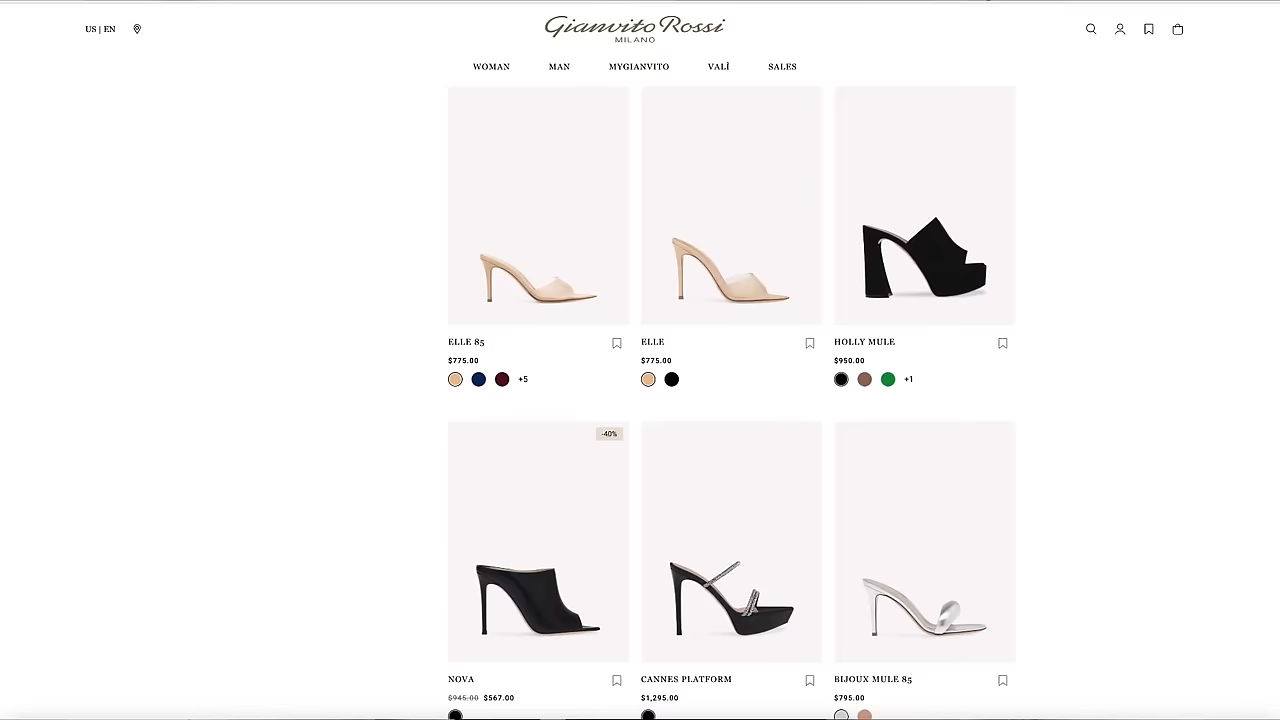 US | EN
Gianvito Rossi
MILANO
WOMAN MAN MYGIANVITO VALÌ SALES
ELLE 85
$775.00
+5
ELLE
$775.00
HOLLY MULE
$950.00
+1
-40%
NOVA
$945.00 $567.00
CANNES PLATFORM
$1,295.00
BIJOUX MULE 85
$795.00